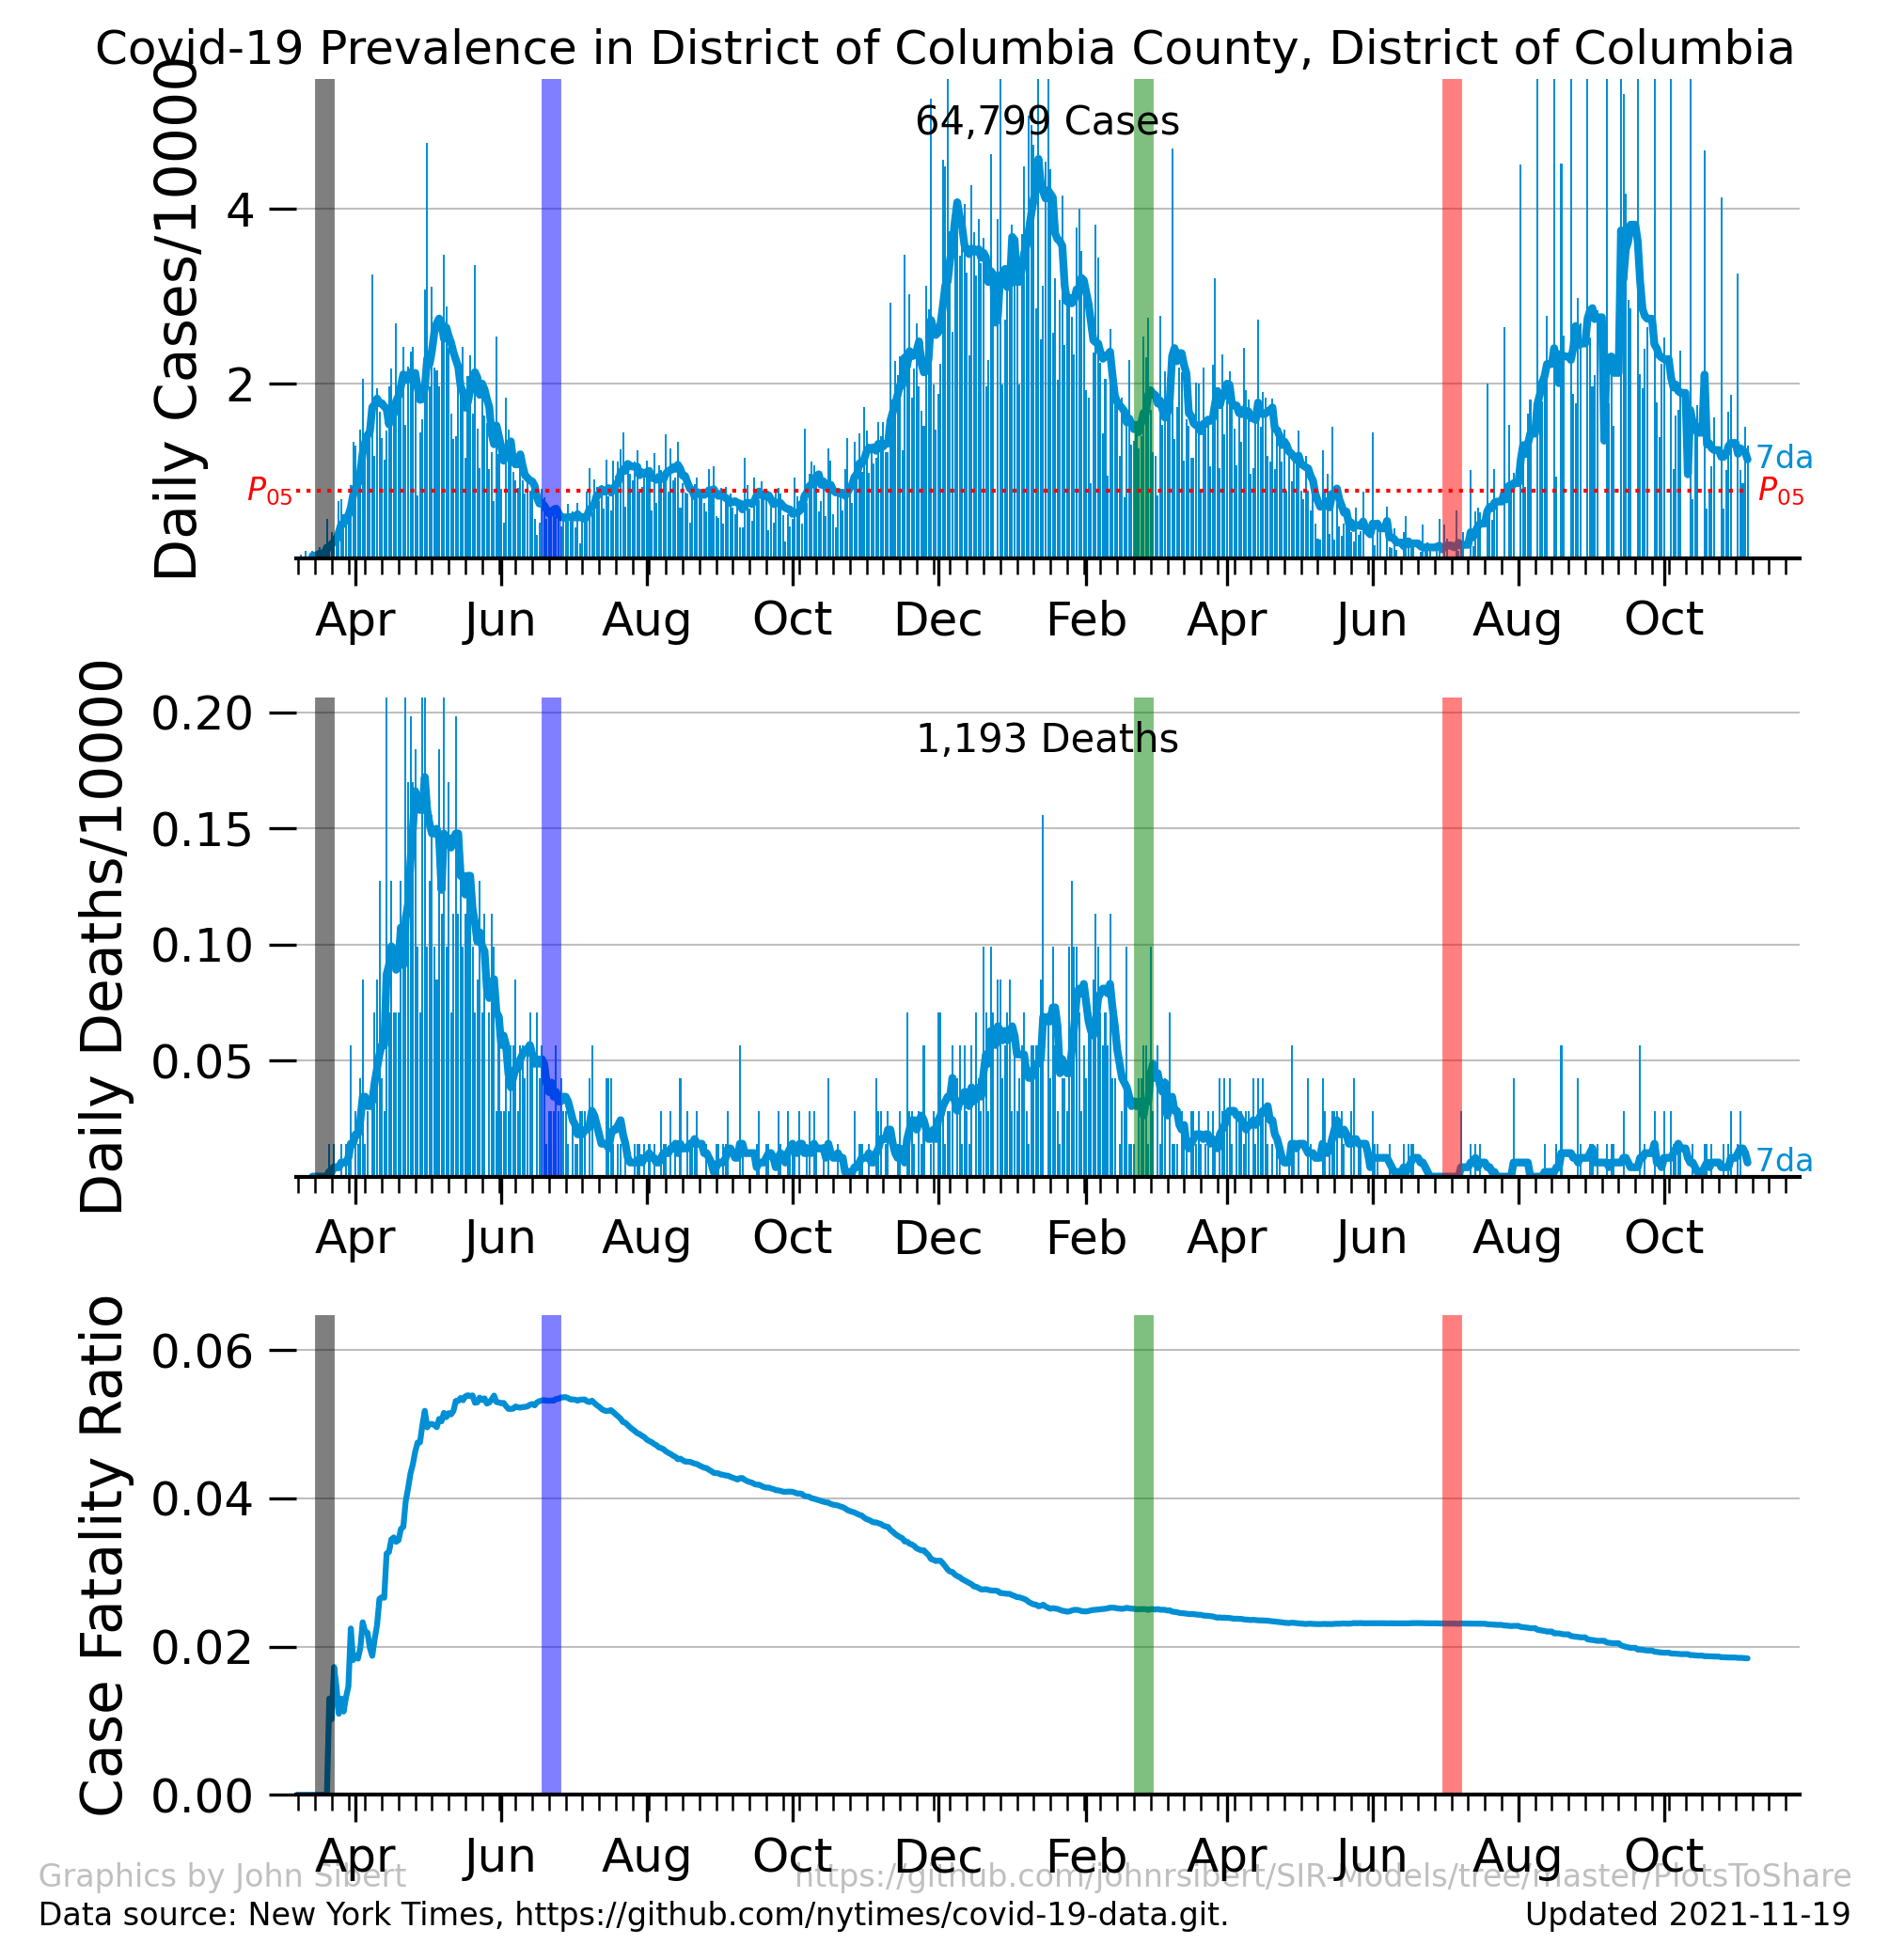 Covid-19 Prevalence in District of Columbia County, District of Columbia
Daily Cases/10000
64,799 Cases
4
2
P05
7da
P05
Apr Jun Aug Oct Dec Feb Apr Jun Aug Oct
Daily Deaths/10000
1,193 Deaths
0.20
0.15
0.10
0.05
7da
Apr Jun Aug Oct Dec Feb Apr Jun Aug Oct
Case Fatality Ratio
0.06
0.04
0.02
0.00
Apr Jun Aug Oct Dec Feb Apr Jun Aug Oct
Graphics by John Sibert https://github.com/johnrsibert/SIR-Models/tree/master/PlotsToShare
Data source: New York Times, https://github.com/nytimes/covid-19-data.git. Updated 2021-11-19